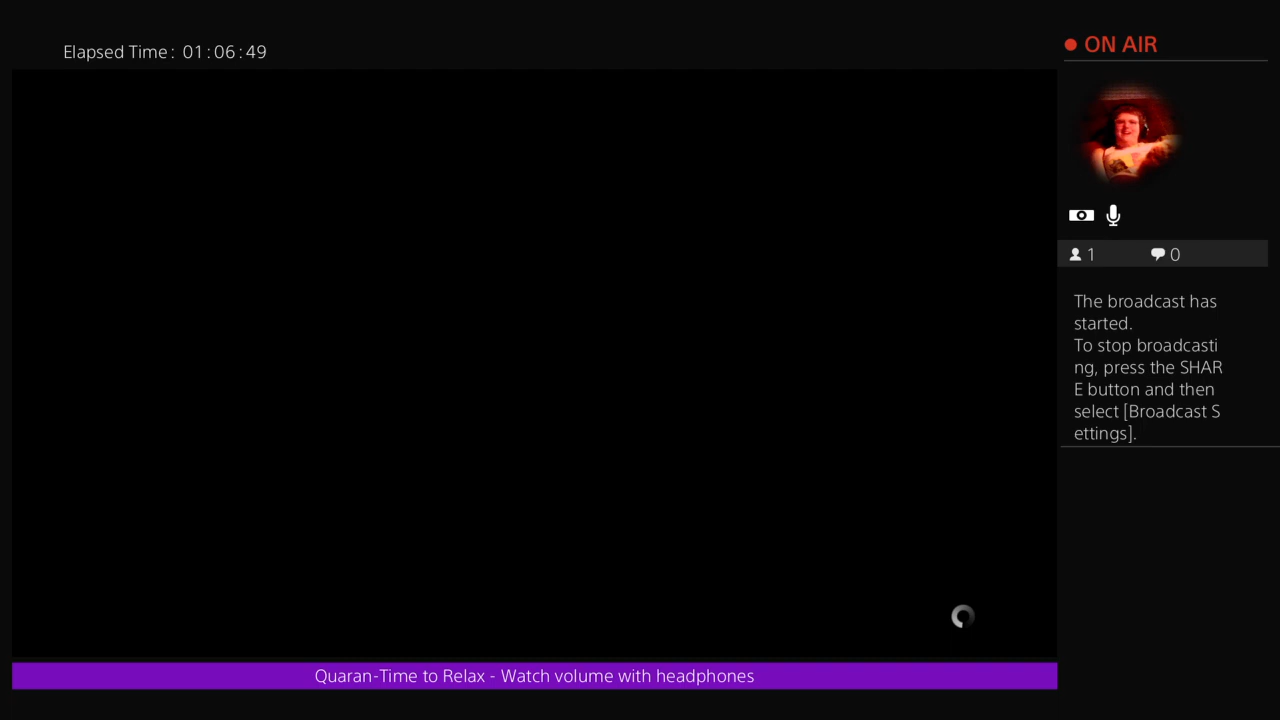 Elapsed Time: 01:06:49
ON AIR
1 0
The broadcast has
started.
To stop broadcasti
ng, press the SHAR
E button and then
select [Broadcast S
ettings].
Quaran-Time to Relax - Watch volume with headphones